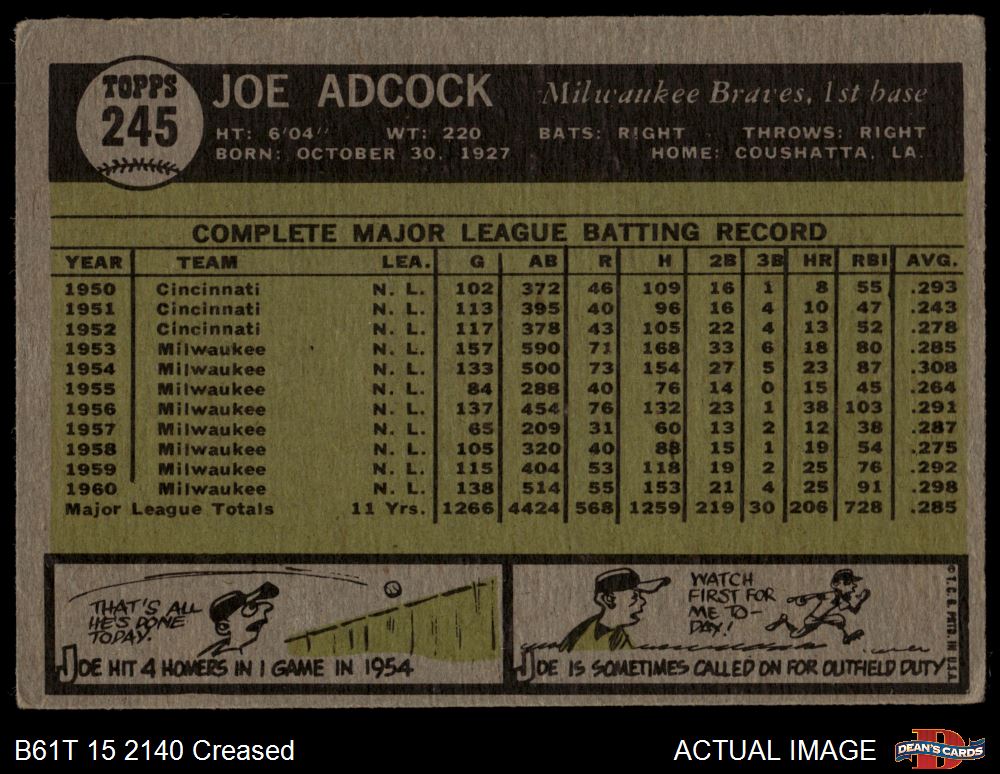 TOPPS
245
JOE ADCOCK
Milwaukee Braves, 1st base
HT: 6'04" WT: 220 BATS: RIGHT THROWS: RIGHT
BORN: OCTOBER 30, 1927 HOME: COUSHATTA, LA.
COMPLETE MAJOR LEAGUE BATTING RECORD
YEAR TEAM LEA. G AB R H 2B 3B HR RBI AVG.
1950 Cincinnati N. L. 102 372 46 109 16 1 8 55 .293
1951 Cincinnati N. L. 113 395 40 96 16 4 10 47 .243
1952 Cincinnati N. L. 117 378 43 105 22 4 13 52 .278
1953 Milwaukee N. L. 157 590 71 168 33 6 18 80 .285
1954 Milwaukee N. L. 133 500 73 154 27 5 23 87 .308
1955 Milwaukee N. L. 84 288 40 76 14 0 15 45 .264
1956 Milwaukee N. L. 137 454 76 132 23 1 38 103 .291
1957 Milwaukee N. L. 65 209 31 60 13 2 12 38 .287
1958 Milwaukee N. L. 105 320 40 88 15 1 19 54 .275
1959 Milwaukee N. L. 115 404 53 118 19 2 25 76 .292
1960 Milwaukee N. L. 138 514 55 153 21 4 25 91 .298
Major League Totals 11 Yrs. 1266 4424 568 1259 219 30 206 728 .285
THAT'S ALL
HE'S DONE
TODAY.
JOE HIT 4 HOMERS IN 1 GAME IN 1954
WATCH
FIRST FOR
ME TO-
DAY!
JOE IS SOMETIMES CALLED ON FOR OUTFIELD DUTY
© T. C. G. PRTD. IN U.S.A.
B61T 15 2140 Creased
ACTUAL IMAGE
D
DEAN'S CARDS